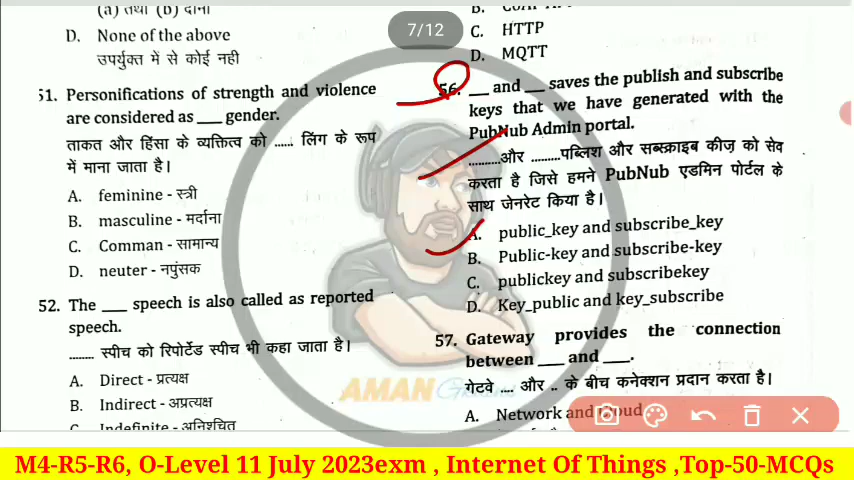 (a) तथा (b) दोनों
D. None of the above
उपर्युक्त में से कोई नही
51. Personifications of strength and violence
are considered as ___ gender.
ताकत और हिंसा के व्यक्तित्व को ...... लिंग के रूप
में माना जाता है।
A. feminine - स्त्री
B. masculine - मर्दाना
C. Comman - सामान्य
D. neuter - नपुंसक
52. The ___ speech is also called as reported
speech.
........ स्पीच को रिपोर्टेड स्पीच भी कहा जाता है।
A. Direct - प्रत्यक्ष
B. Indirect - अप्रत्यक्ष
C. Indefinite - अनिश्चित
7/12
B.
C. HTTP
D. MQTT
56. ___ and ___ saves the publish and subscribe
keys that we have generated with the
PubNub Admin portal.
.........और .........पब्लिश और सब्स्क्राइब कीज़ को सेव
करता है जिसे हमने PubNub एडमिन पोर्टल के
साथ जेनरेट किया है।
A. public_key and subscribe_key
B. Public-key and subscribe-key
C. publickey and subscribekey
D. Key_public and key_subscribe
57. Gateway provides the connection
between ___ and ___.
गेटवे .... और .. के बीच कनेक्शन प्रदान करता है।
A. Network and Cloud
AMAN
M4-R5-R6, O-Level 11 July 2023exm , Internet Of Things ,Top-50-MCQs